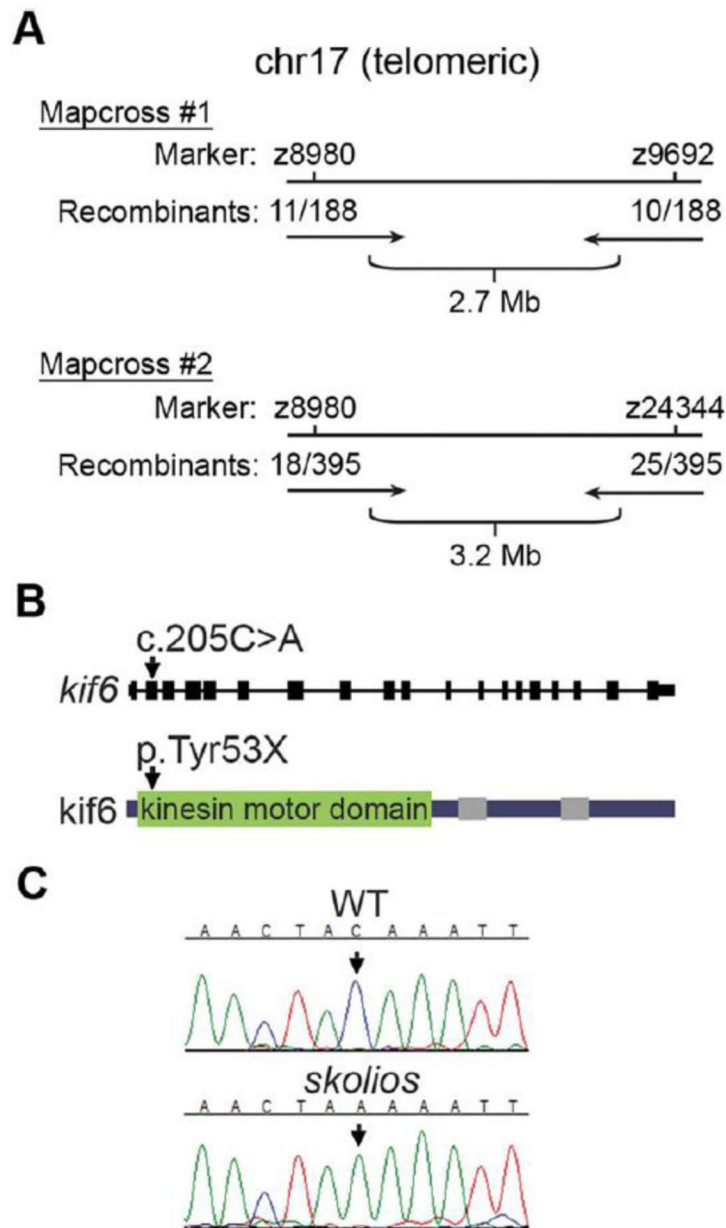 A
chr17 (telomeric)
Mapcross #1
Marker: z8980 z9692
Recombinants: 11/188 10/188
2.7 Mb
Mapcross #2
Marker: z8980 z24344
Recombinants: 18/395 25/395
3.2 Mb
B
c.205C>A
kif6
p.Tyr53X
kif6 kinesin motor domain
C
WT
A A C T A C A A A T T
skolios
A A C T A A A A A T T